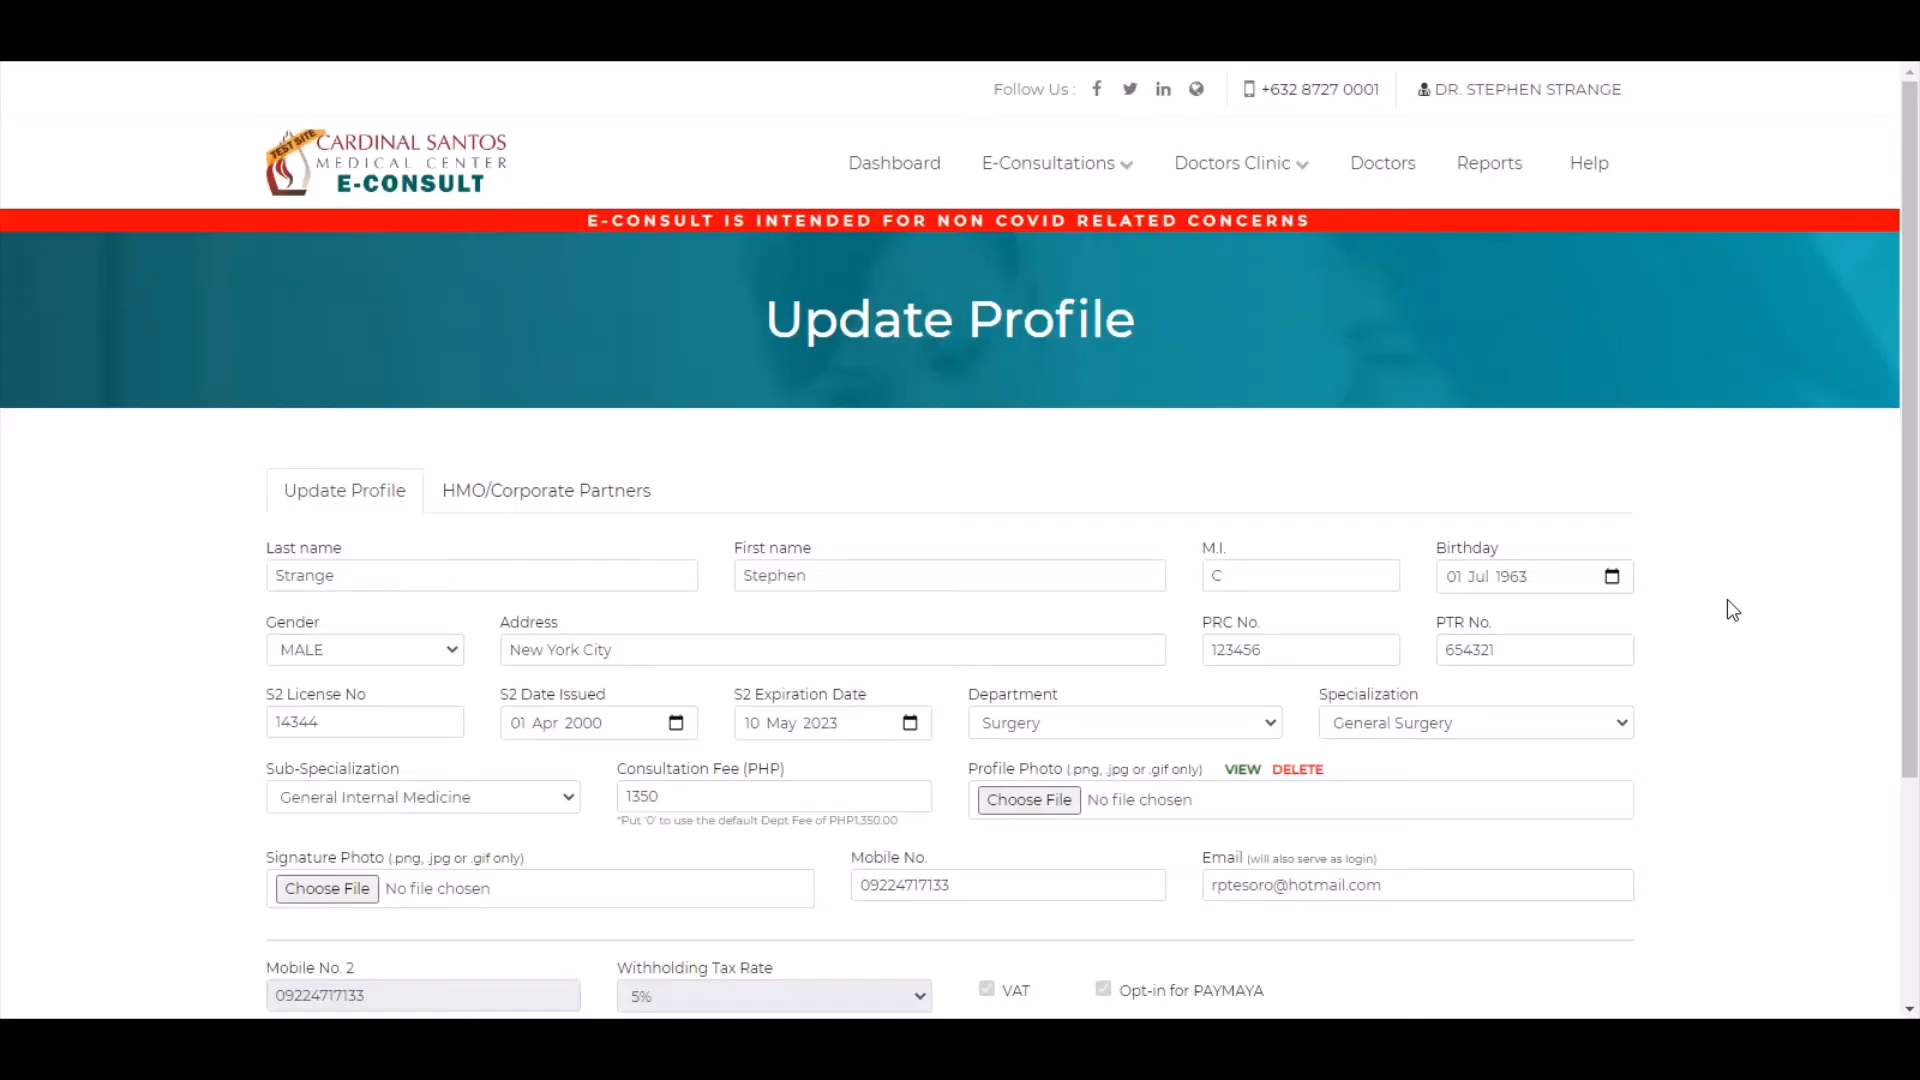 Follow Us :
+632 8727 0001
DR. STEPHEN STRANGE
TEST SITE
CARDINAL SANTOS
MEDICAL CENTER
E-CONSULT
Dashboard
E-Consultations
Doctors Clinic
Doctors
Reports
Help
E-CONSULT IS INTENDED FOR NON COVID RELATED CONCERNS
Update Profile
Update Profile
HMO/Corporate Partners
Last name
First name
M.I.
Birthday
Strange
Stephen
C
01 Jul 1963
Gender
Address
PRC No.
PTR No.
MALE
New York City
123456
654321
S2 License No
S2 Date Issued
S2 Expiration Date
Department
Specialization
14344
01 Apr 2000
10 May 2023
Surgery
General Surgery
Sub-Specialization
Consultation Fee (PHP)
Profile Photo (.png, .jpg or .gif only) VIEW DELETE
General Internal Medicine
1350
Choose File No file chosen
*Put '0' to use the default Dept Fee of PHP1,350.00
Signature Photo (.png, .jpg or .gif only)
Mobile No.
Email (will also serve as login)
Choose File No file chosen
09224717133
rptesoro@hotmail.com
Mobile No. 2
Withholding Tax Rate
09224717133
5%
VAT
Opt-in for PAYMAYA